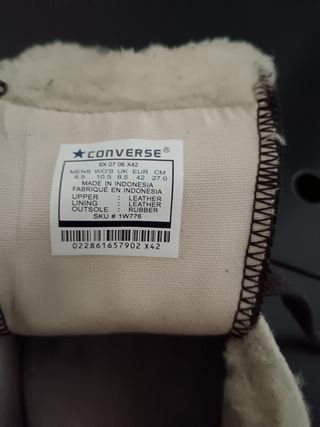 ★CONVERSE®
6X 07 06 X42
MENS WO'S UK EUR CM
8.5 10.5 8.5 42 27.0
MADE IN INDONESIA
FABRIQUÉ EN INDONESIA
UPPER : LEATHER
LINING : LEATHER
OUTSOLE : RUBBER
SKU # 1W776
022861657902 X42